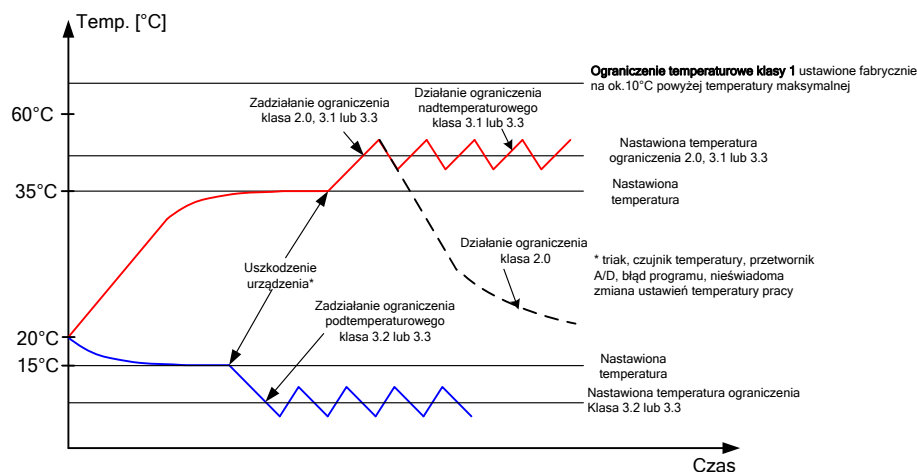 Temp. [°C]
Ograniczenie temperaturowe klasy 1 ustawione fabrycznie
na ok.10°C powyżej temperatury maksymalnej
Zadziałanie ograniczenia
klasa 2.0, 3.1 lub 3.3
Działanie ograniczenia
nadtemperaturowego
klasa 3.1 lub 3.3
60°C
Nastawiona temperatura
ograniczenia 2.0, 3.1 lub 3.3
35°C
Nastawiona
temperatura
Działanie ograniczenia
klasa 2.0
* triak, czujnik temperatury, przetwornik
A/D, błąd programu, nieświadoma
zmiana ustawień temperatury pracy
Uszkodzenie
urządzenia*
Zadziałanie ograniczenia
podtemperaturowego
klasa 3.2 lub 3.3
20°C
15°C
Nastawiona
temperatura
Nastawiona temperatura ograniczenia
Klasa 3.2 lub 3.3
Czas